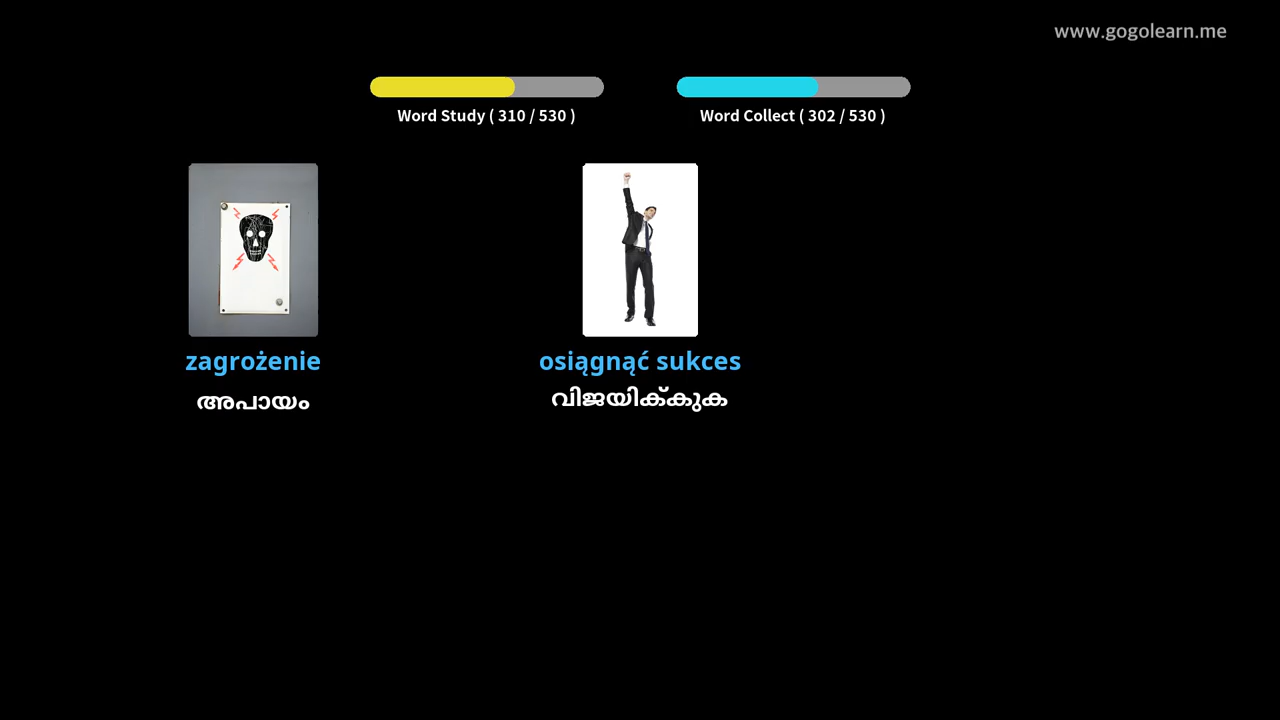 www.gogolearn.me
Word Study ( 310 / 530 )
Word Collect ( 302 / 530 )
zagrożenie
osiągnąć sukces
അപായം
വിജയിക്കുക